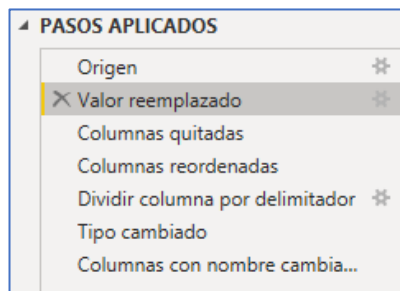 PASOS APLICADOS
Origen
Valor reemplazado
Columnas quitadas
Columnas reordenadas
Dividir columna por delimitador
Tipo cambiado
Columnas con nombre cambia...